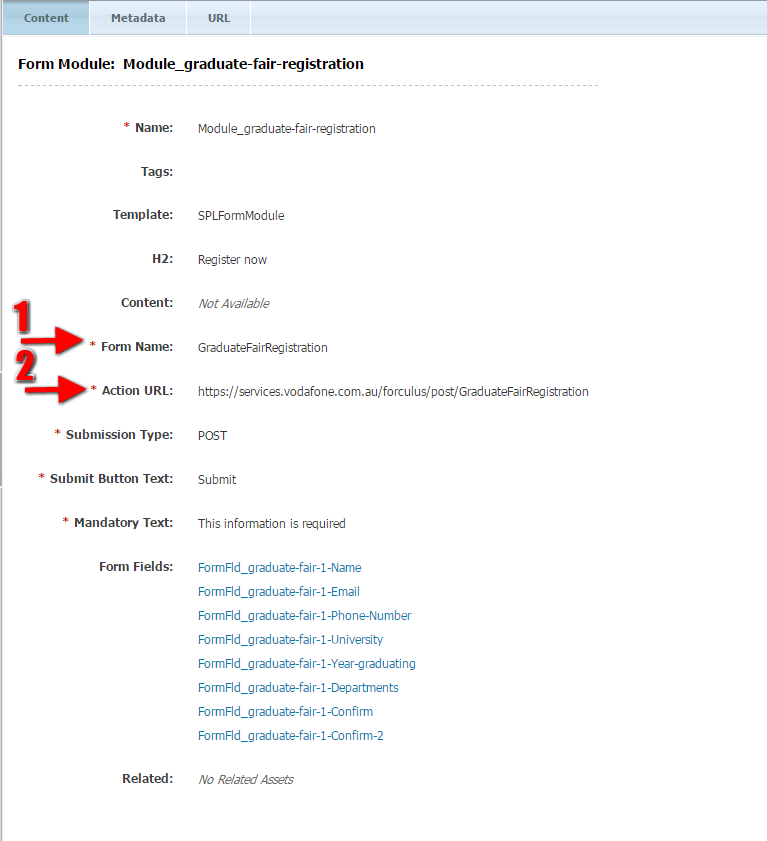 Content Metadata URL
Form Module: Module_graduate-fair-registration
* Name: Module_graduate-fair-registration
Tags:
Template: SPLFormModule
H2: Register now
Content: Not Available
1
* Form Name: GraduateFairRegistration
2
* Action URL: https://services.vodafone.com.au/forculus/post/GraduateFairRegistration
* Submission Type: POST
* Submit Button Text: Submit
* Mandatory Text: This information is required
Form Fields: FormFld_graduate-fair-1-Name
FormFld_graduate-fair-1-Email
FormFld_graduate-fair-1-Phone-Number
FormFld_graduate-fair-1-University
FormFld_graduate-fair-1-Year-graduating
FormFld_graduate-fair-1-Departments
FormFld_graduate-fair-1-Confirm
FormFld_graduate-fair-1-Confirm-2
Related: No Related Assets